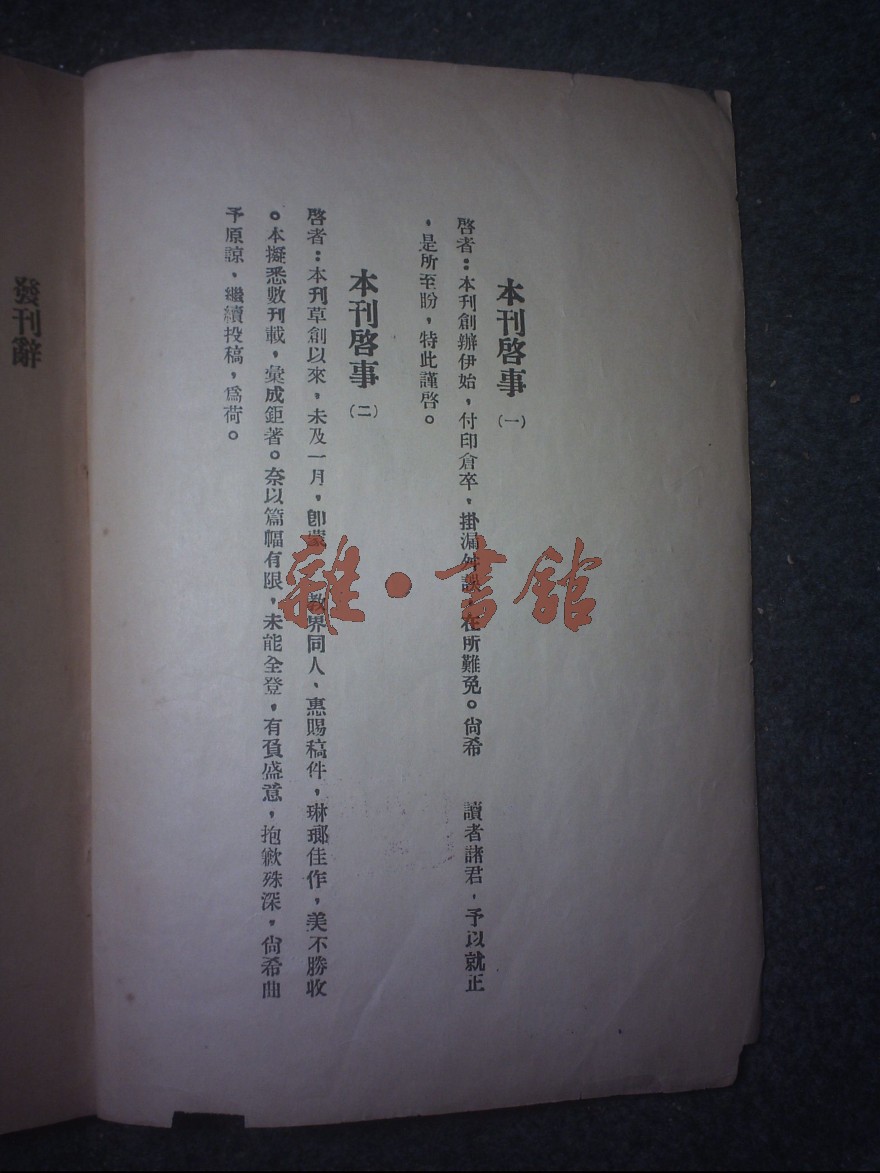 本刊啓事(一)
啓者：本刊創辦伊始，付印倉卒，掛漏舛誤，在所難免。尙希　讀者諸君，予以就正
，是所至盼，特此謹啓。
本刊啓事(二)
啓者：本刊草創以來，未及一月，卽蒙　教界同人、惠賜稿件，琳瑯佳作，美不勝收
。本擬悉數刊載，彙成鉅著。奈以篇幅有限，未能全登，有負盛意，抱歉殊深，尙希曲
予原諒、繼續投稿，爲荷。
發刊辭
雜·書館